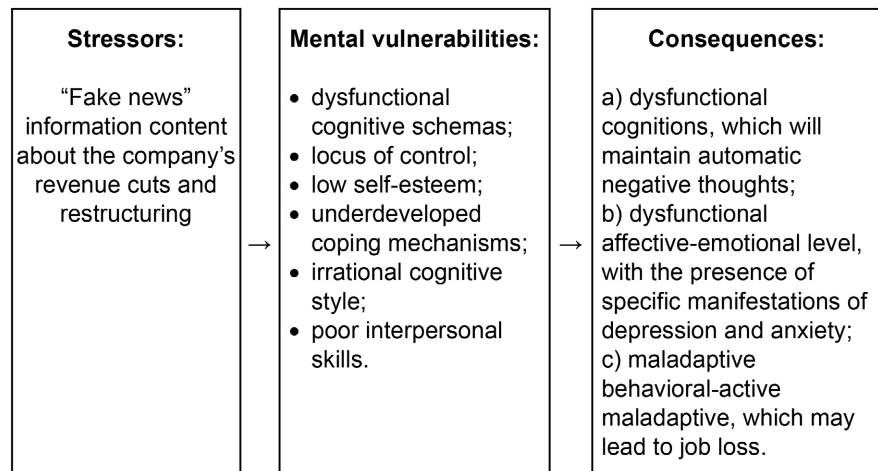 Stressors:
“Fake news”
information content
about the company’s
revenue cuts and
restructuring
→
Mental vulnerabilities:
• dysfunctional
cognitive schemas;
• locus of control;
• low self-esteem;
• underdeveloped
coping mechanisms;
• irrational cognitive
style;
• poor interpersonal
skills.
→
Consequences:
a) dysfunctional
cognitions, which will
maintain automatic
negative thoughts;
b) dysfunctional
affective-emotional level,
with the presence of
specific manifestations of
depression and anxiety;
c) maladaptive
behavioral-active
maladaptive, which may
lead to job loss.